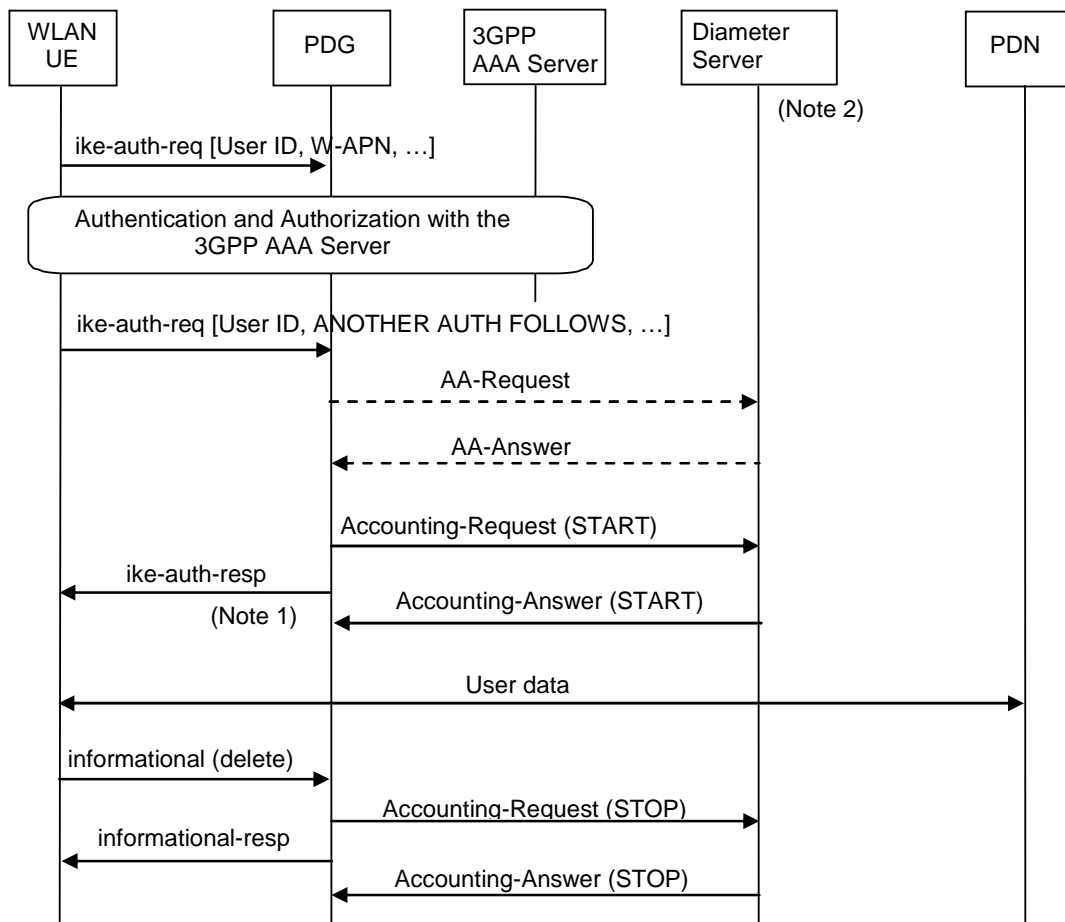 WLAN
UE
PDG
3GPP
AAA Server
Diameter
Server
PDN
(Note 2)
ike-auth-req [User ID, W-APN, …]
Authentication and Authorization with the
3GPP AAA Server
ike-auth-req [User ID, ANOTHER AUTH FOLLOWS, …]
AA-Request
AA-Answer
Accounting-Request (START)
ike-auth-resp
(Note 1)
Accounting-Answer (START)
User data
informational (delete)
Accounting-Request (STOP)
informational-resp
Accounting-Answer (STOP)